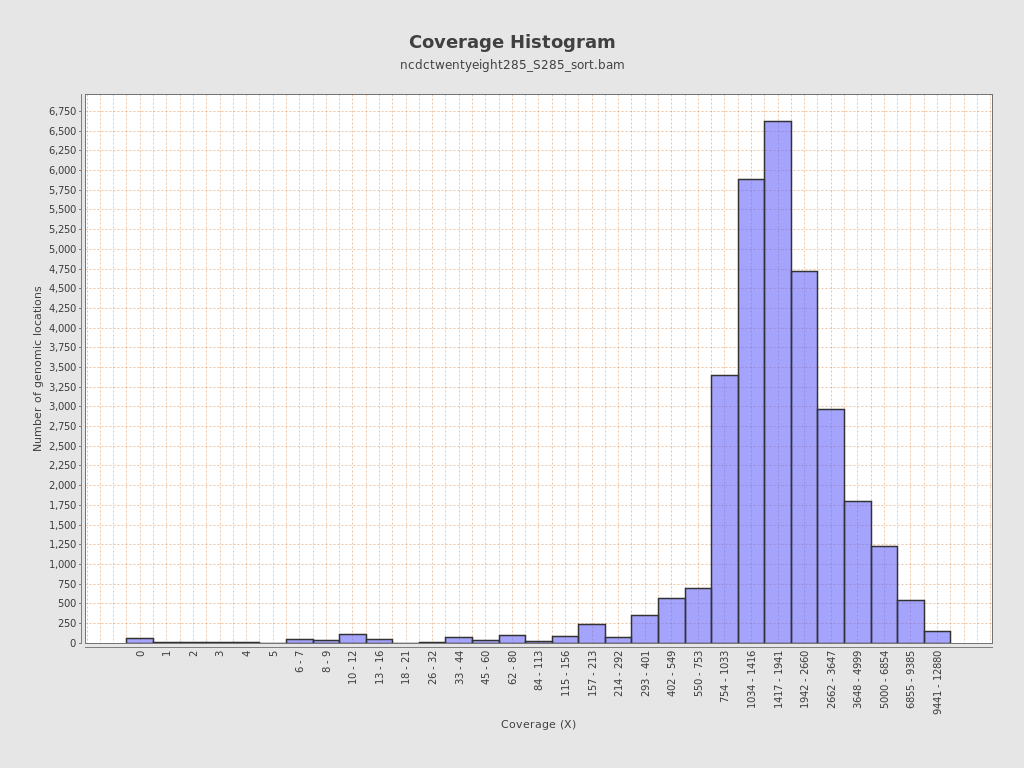 Coverage Histogram
ncdctwentyeight285_S285_sort.bam
Number of genomic locations
6,750
6,500
6,250
6,000
5,750
5,500
5,250
5,000
4,750
4,500
4,250
4,000
3,750
3,500
3,250
3,000
2,750
2,500
2,250
2,000
1,750
1,500
1,250
1,000
750
500
250
0
0
1
2
3
4
5
6 - 7
8 - 9
10 - 12
13 - 16
18 - 21
26 - 32
33 - 44
45 - 60
62 - 80
84 - 113
115 - 156
157 - 213
214 - 292
293 - 401
402 - 549
550 - 753
754 - 1033
1034 - 1416
1417 - 1941
1942 - 2660
2662 - 3647
3648 - 4999
5000 - 6854
6855 - 9385
9441 - 12880
Coverage (X)